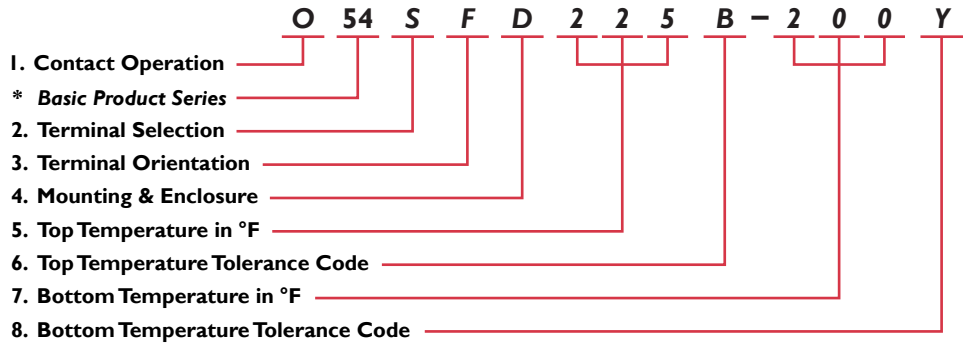 O 54 S F D 2 2 5 B – 2 0 0 Y
1. Contact Operation
* Basic Product Series
2. Terminal Selection
3. Terminal Orientation
4. Mounting & Enclosure
5. Top Temperature in °F
6. Top Temperature Tolerance Code
7. Bottom Temperature in °F
8. Bottom Temperature Tolerance Code